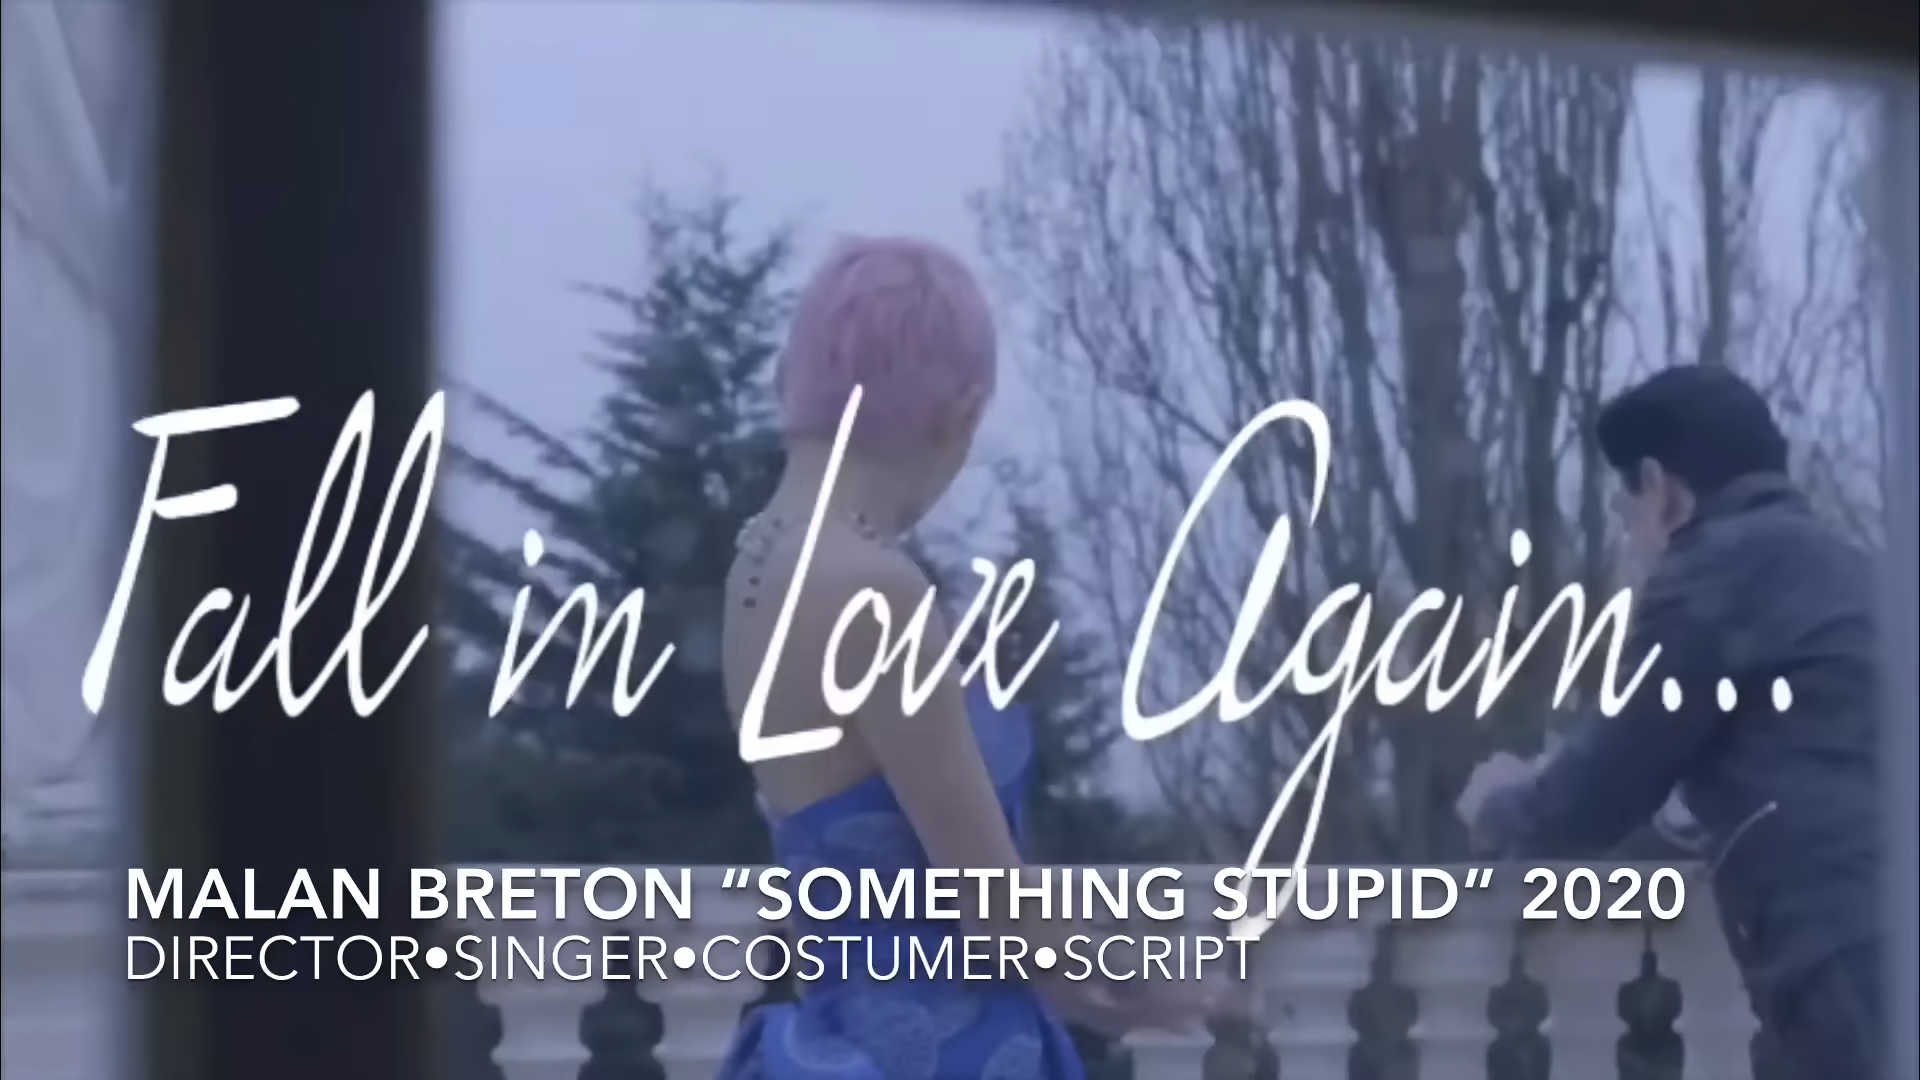 Fall in Love Again...
MALAN BRETON “SOMETHING STUPID” 2020
DIRECTOR•SINGER•COSTUMER•SCRIPT